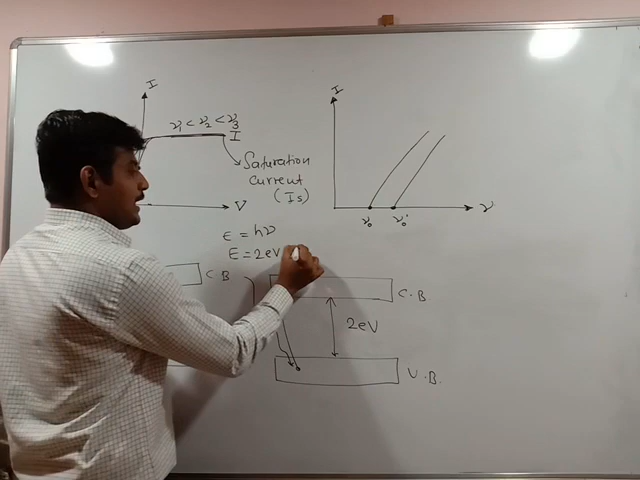 I
ν₁ < ν₂ < ν₃
I
Saturation
Current
(Is)
V
I
ν₀
ν₀'
ν
E = hν
E = 2eV
C.B
C.B
2eV
V.B.